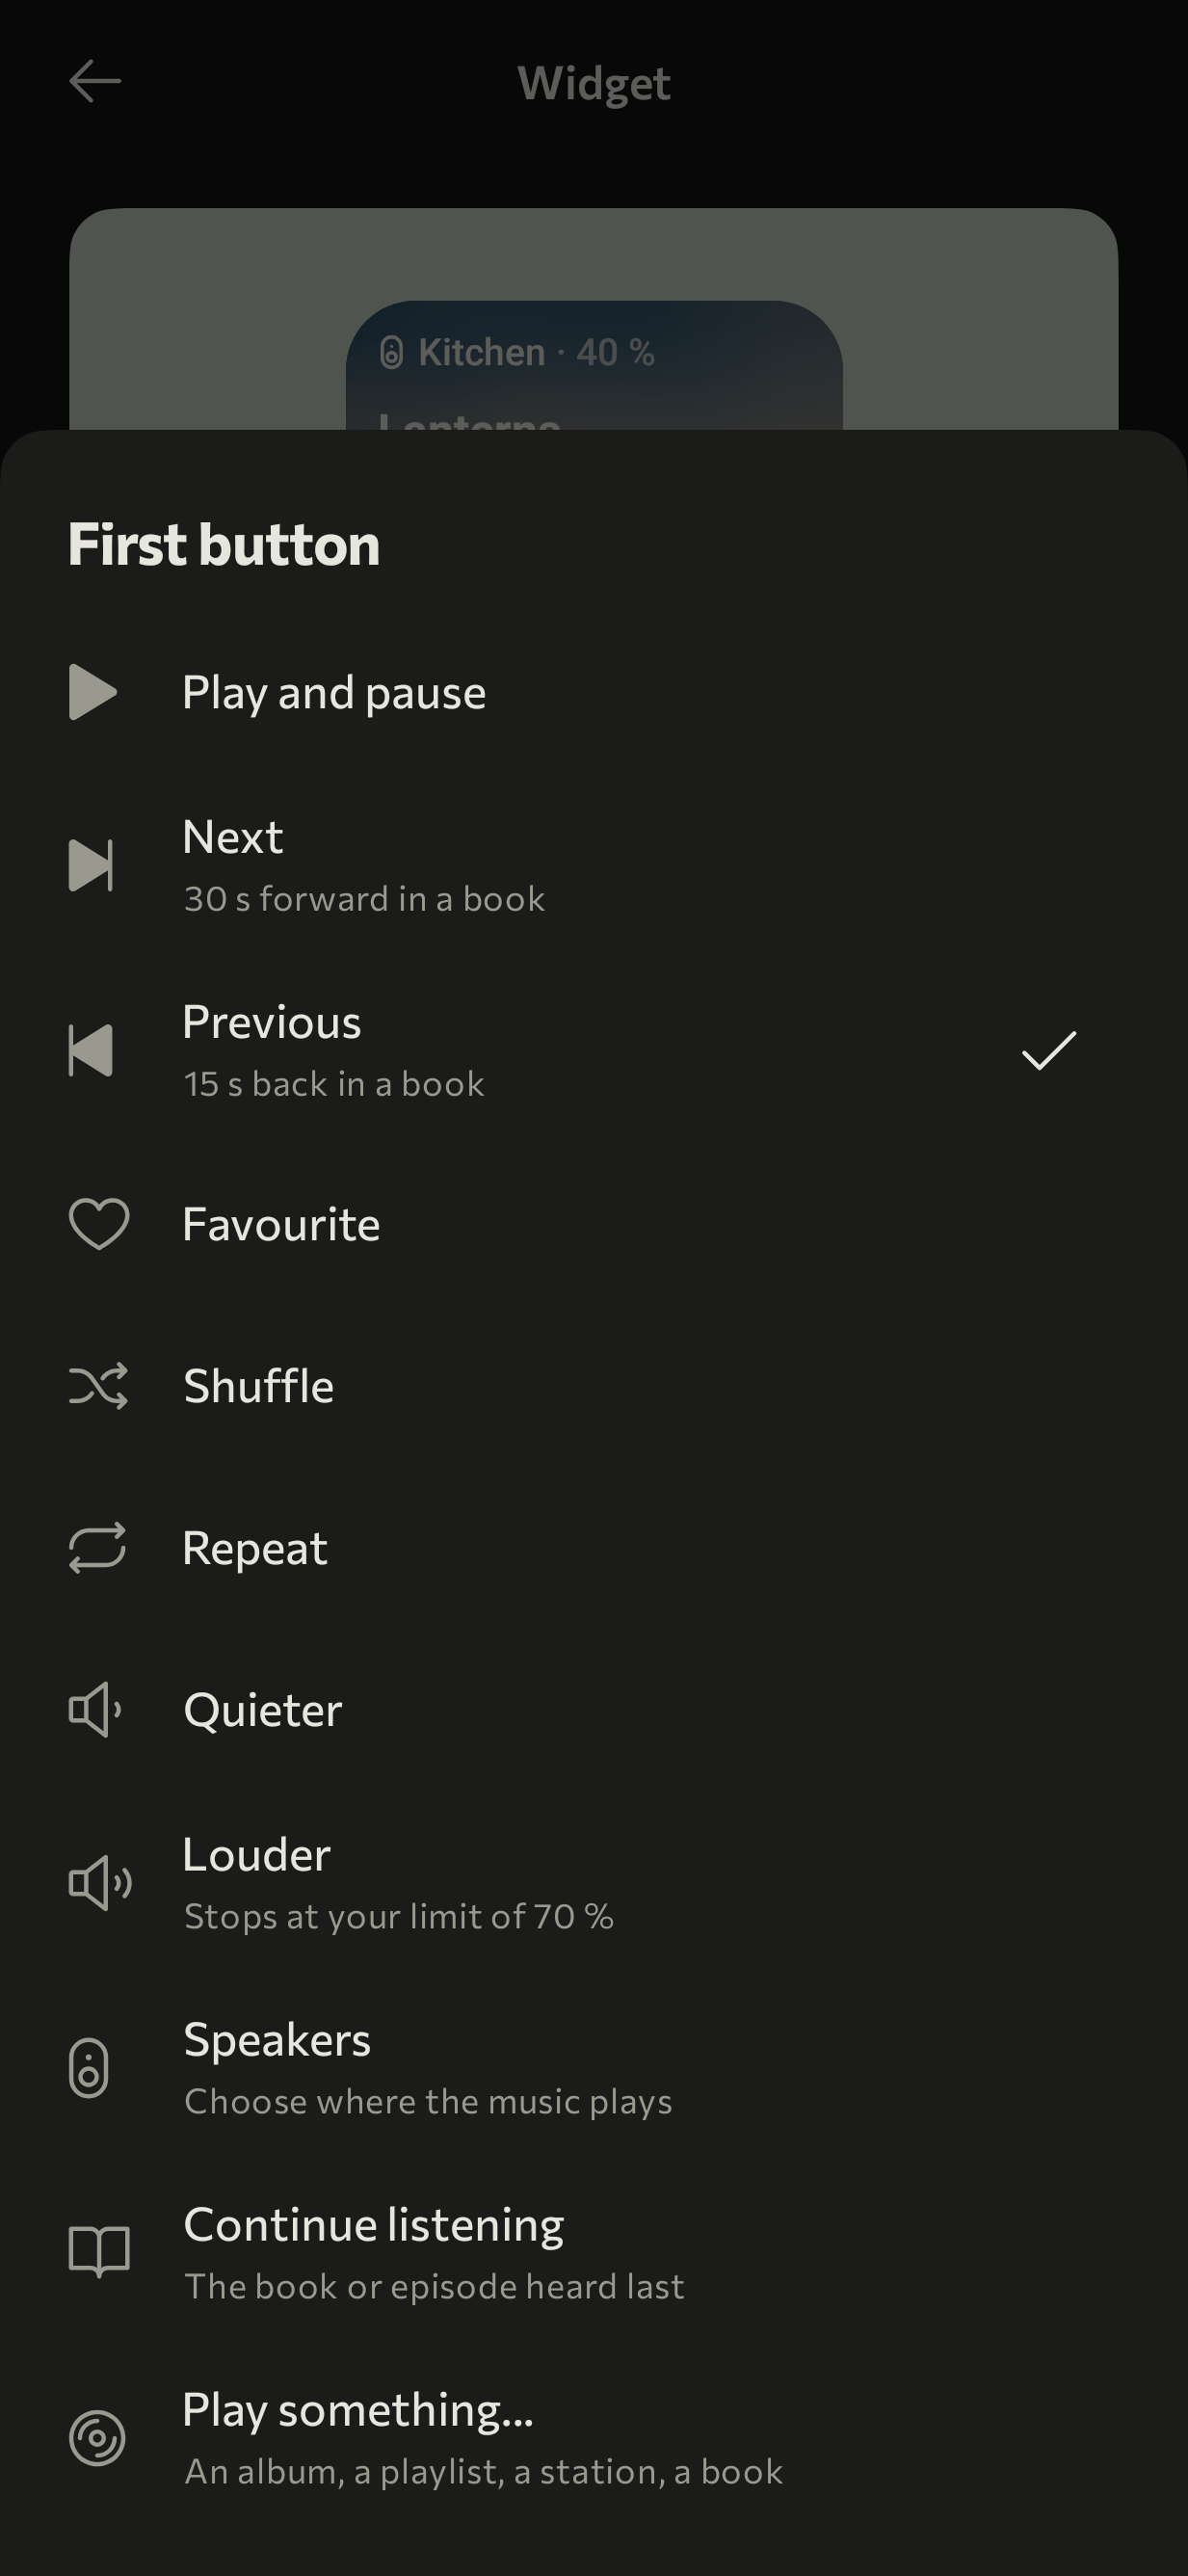 Widget
Kitchen · 40 %
Lanterns
First button
Play and pause
Next
30 s forward in a book
Previous
15 s back in a book
Favourite
Shuffle
Repeat
Quieter
Louder
Stops at your limit of 70 %
Speakers
Choose where the music plays
Continue listening
The book or episode heard last
Play something...
An album, a playlist, a station, a book